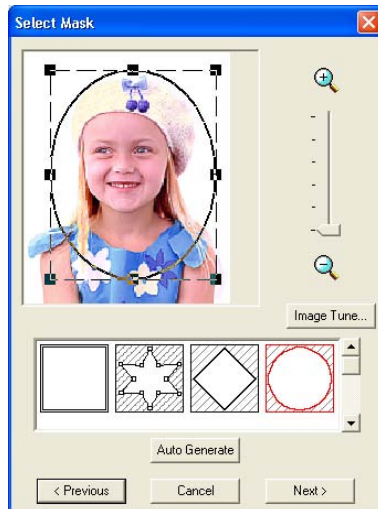 Select Mask
Image Tune...
Auto Generate
< Previous
Cancel
Next >